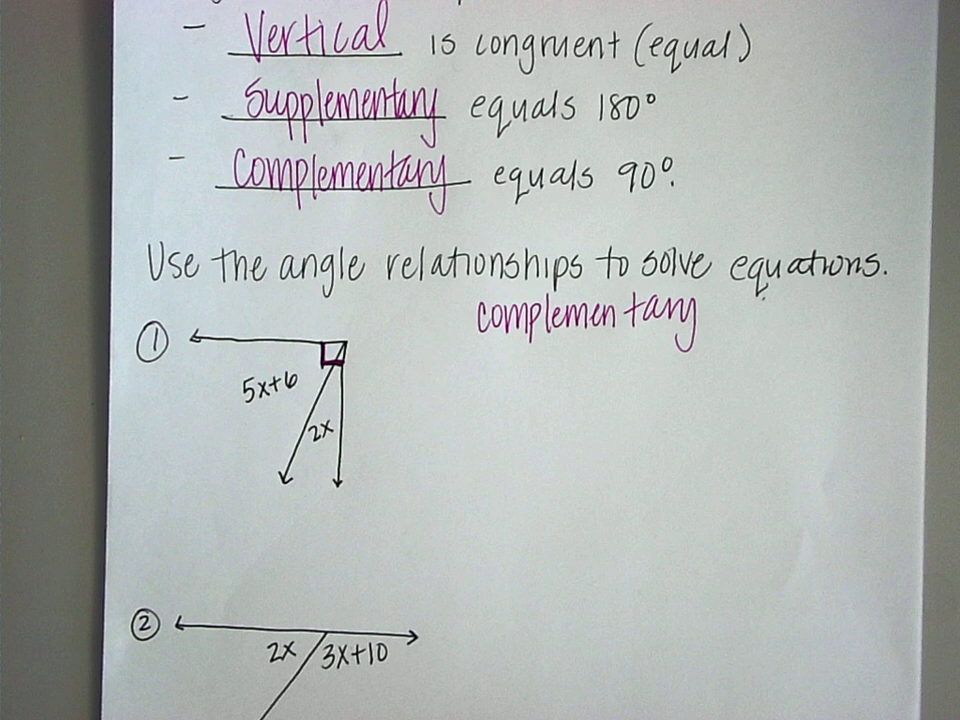 - Vertical is congruent (equal)
- Supplementary equals 180°
- Complementary equals 90°.
Use the angle relationships to solve equations.
complementary
①
5x+6
2x
②
2x 3x+10